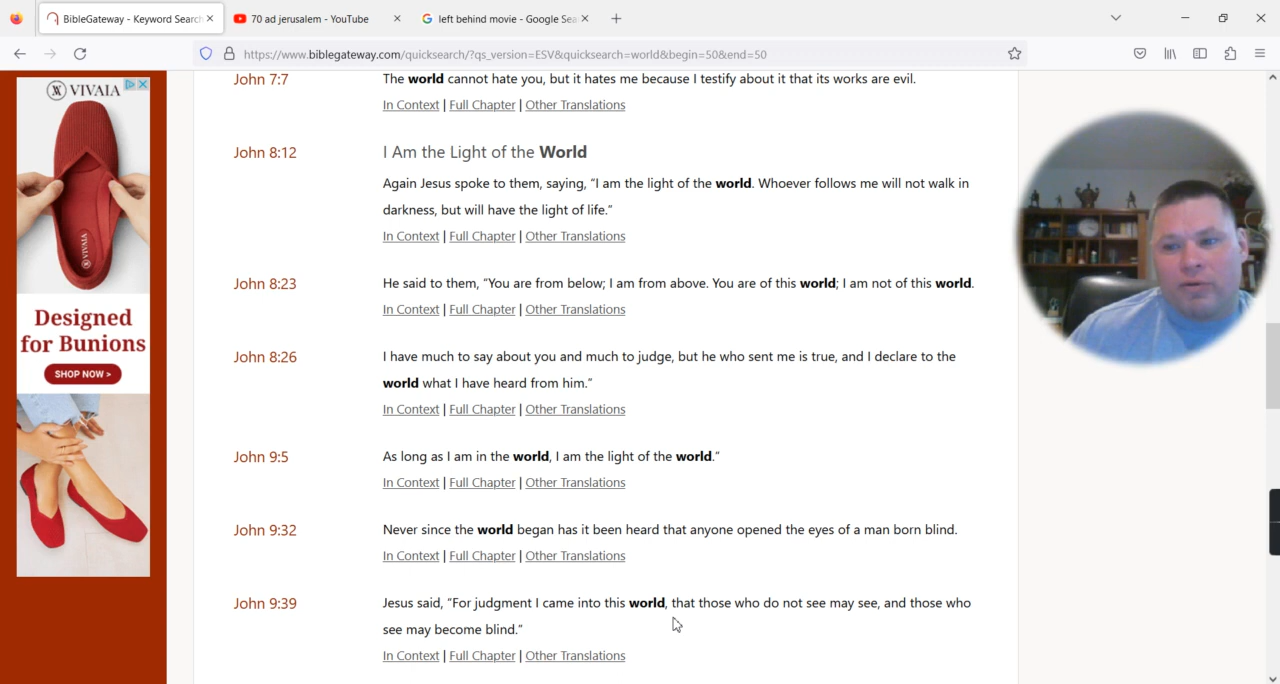 BibleGateway - Keyword Search
70 ad jerusalem - YouTube
left behind movie - Google Sea
https://www.biblegateway.com/quicksearch/?qs_version=ESV&quicksearch=world&begin=50&end=50
VIVAIA
VIVAIA
Designed
for Bunions
SHOP NOW >
John 7:7
The world cannot hate you, but it hates me because I testify about it that its works are evil.
In Context | Full Chapter | Other Translations
John 8:12
I Am the Light of the World
Again Jesus spoke to them, saying, “I am the light of the world. Whoever follows me will not walk in
darkness, but will have the light of life.”
In Context | Full Chapter | Other Translations
John 8:23
He said to them, “You are from below; I am from above. You are of this world; I am not of this world.
In Context | Full Chapter | Other Translations
John 8:26
I have much to say about you and much to judge, but he who sent me is true, and I declare to the
world what I have heard from him.”
In Context | Full Chapter | Other Translations
John 9:5
As long as I am in the world, I am the light of the world.”
In Context | Full Chapter | Other Translations
John 9:32
Never since the world began has it been heard that anyone opened the eyes of a man born blind.
In Context | Full Chapter | Other Translations
John 9:39
Jesus said, “For judgment I came into this world, that those who do not see may see, and those who
see may become blind.”
In Context | Full Chapter | Other Translations